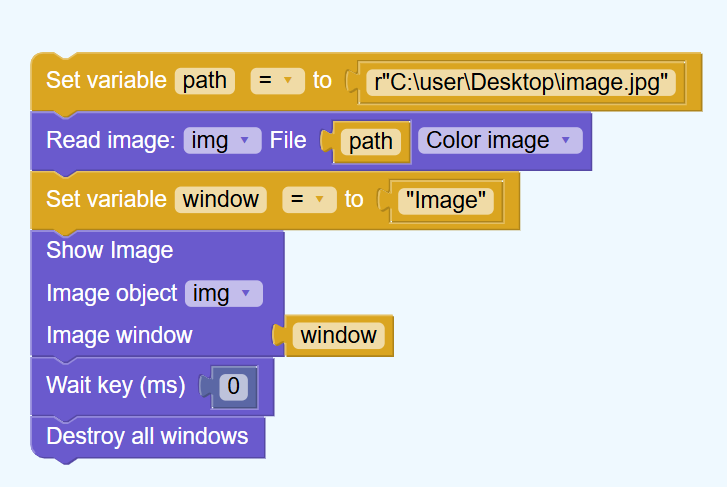 Set variable path = to r"C:\user\Desktop\image.jpg"
Read image: img File path Color image
Set variable window = to "Image"
Show Image
Image object img
Image window window
Wait key (ms) 0
Destroy all windows